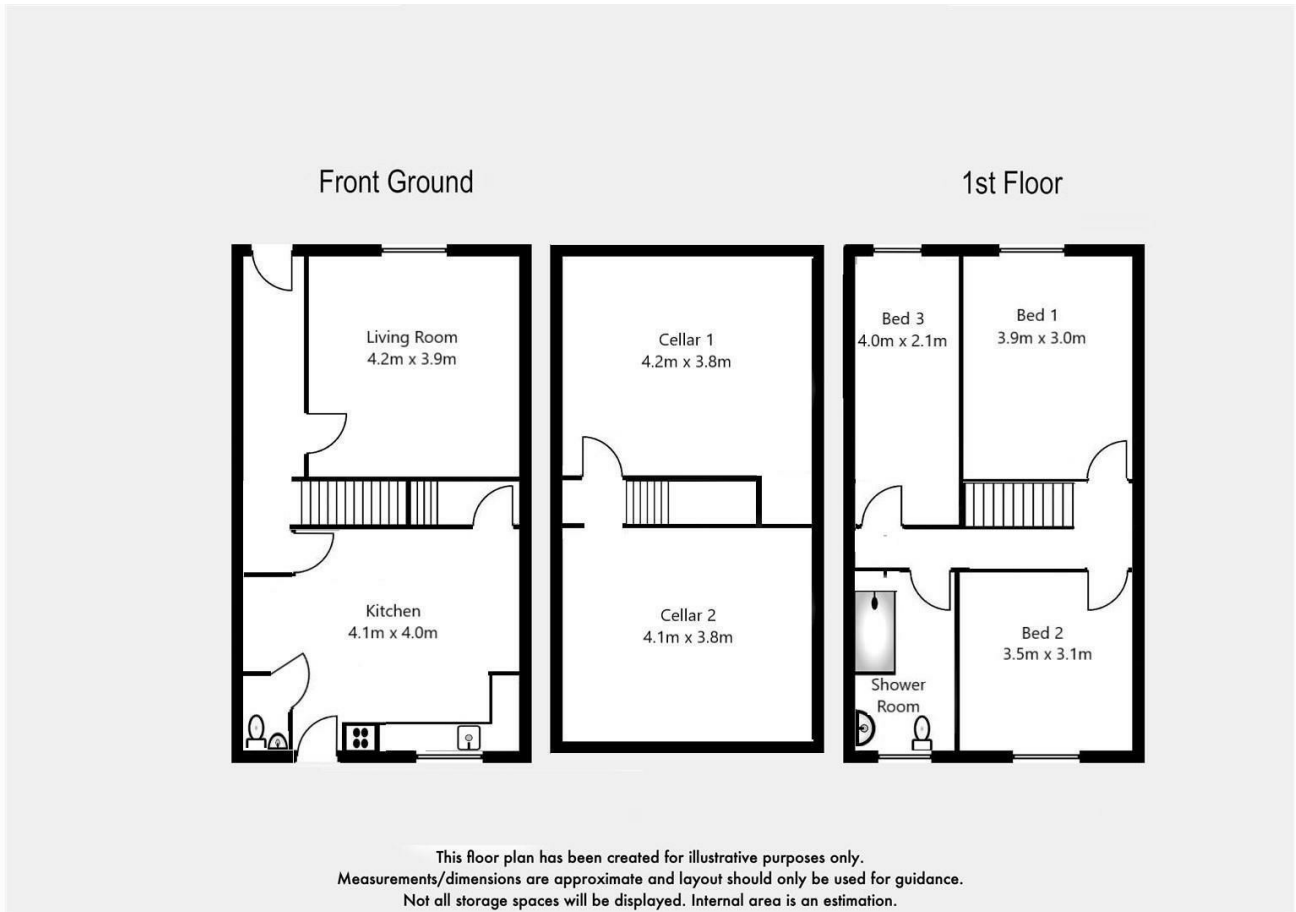 Front Ground
1st Floor
Living Room
4.2m x 3.9m
Kitchen
4.1m x 4.0m
Cellar 1
4.2m x 3.8m
Cellar 2
4.1m x 3.8m
Bed 3
4.0m x 2.1m
Bed 1
3.9m x 3.0m
Bed 2
3.5m x 3.1m
Shower
Room
This floor plan has been created for illustrative purposes only.
Measurements/dimensions are approximate and layout should only be used for guidance.
Not all storage spaces will be displayed. Internal area is an estimation.